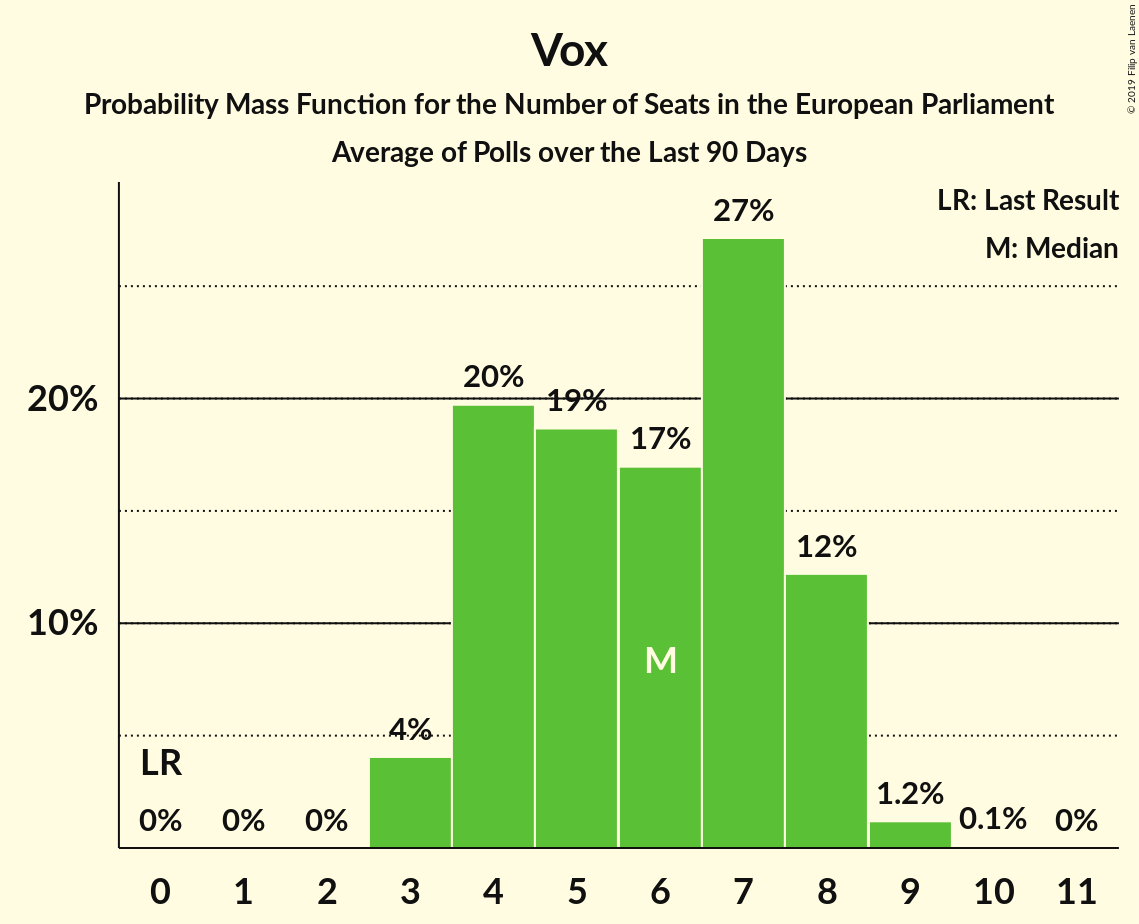 Vox
Probability Mass Function for the Number of Seats in the European Parliament
Average of Polls over the Last 90 Days
© 2019 Filip van Laenen
LR: Last Result
M: Median
27%
20%
19%
20%
17%
12%
10%
M
4%
LR
1.2%
0%
0%
0%
0.1%
0%
0 1 2 3 4 5 6 7 8 9 10 11